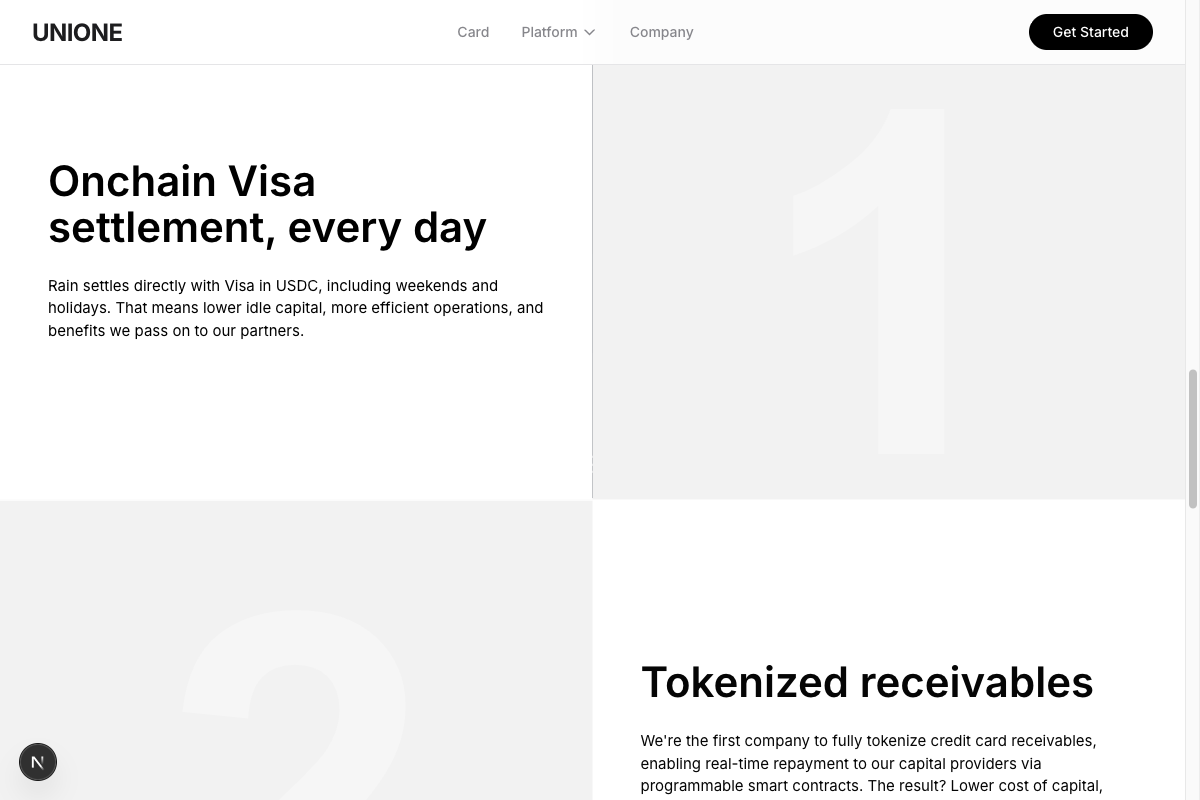 UNIONE
Card
Platform
Company
Get Started
Onchain Visa
settlement, every day
Rain settles directly with Visa in USDC, including weekends and
holidays. That means lower idle capital, more efficient operations, and
benefits we pass on to our partners.
1
2
Tokenized receivables
We're the first company to fully tokenize credit card receivables,
enabling real-time repayment to our capital providers via
programmable smart contracts. The result? Lower cost of capital,
N